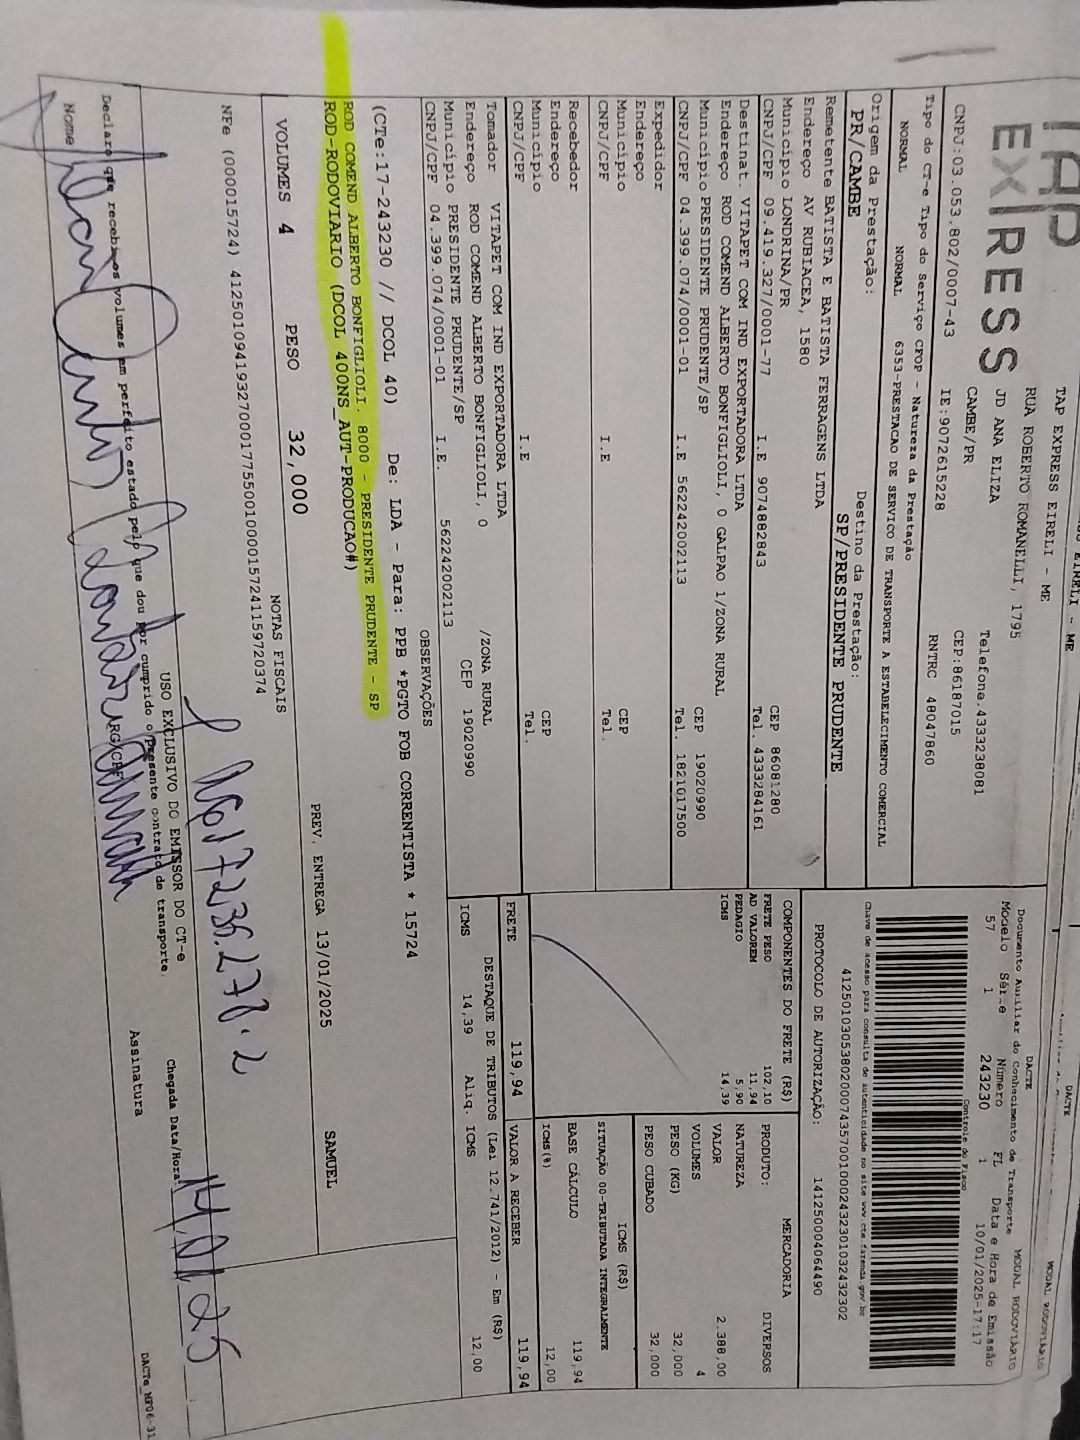 TAP
EXPRESS
TAP EXPRESS EIRELI - ME
RUA ROBERTO ROMANELLI, 1795
JD ANA ELIZA
CAMBE/PR
CEP:86187015
Telefone.4333238081
CNPJ:03.053.802/0007-43
IE:9072615228
RNTRC 48047860
Tipo do CT-e Tipo do Serviço CFOP - Natureza da Prestação
NORMAL NORMAL 6353-PRESTACAO DE SERVICO DE TRANSPORTE A ESTABELECIMENTO COMERCIAL
Origem da Prestação: Destino da Prestação:
PR/CAMBE SP/PRESIDENTE PRUDENTE
Remetente BATISTA E BATISTA FERRAGENS LTDA
Endereço AV RUBIACEA, 1580
Município LONDRINA/PR CEP 86081280
CNPJ/CPF 09.419.327/0001-77 I.E 9074882843 Tel. 4333284161
Destinat. VITAPET COM IND EXPORTADORA LTDA
Endereço ROD COMEND ALBERTO BONFIGLIOLI, 0 GALPAO 1/ZONA RURAL
Município PRESIDENTE PRUDENTE/SP CEP 19020990
CNPJ/CPF 04.399.074/0001-01 I.E 562242002113 Tel. 1821017500
Expedidor
Endereço
Município CEP
CNPJ/CPF I.E Tel.
Recebedor
Endereço
Município CEP
CNPJ/CPF I.E Tel.
Tomador VITAPET COM IND EXPORTADORA LTDA
Endereço ROD COMEND ALBERTO BONFIGLIOLI, 0 /ZONA RURAL
Município PRESIDENTE PRUDENTE/SP CEP 19020990
CNPJ/CPF 04.399.074/0001-01 I.E. 562242002113
DACTE MODAL RODOVIÁRIO
Documento Auxiliar do Conhecimento de Transporte
Modelo Série Número FL Data e Hora de Emissão
57 1 243230 1 10/01/2025-17:17
Controle do Fisco
Chave de acesso para consulta de autenticidade no site www.cte.fazenda.gov.br
41250103053802000743570010002432301032432302
PROTOCOLO DE AUTORIZAÇÃO: 141250004064490
COMPONENTES DO FRETE (R$)
FRETE PESO 102,10
AD VALOREM 11,94
PEDAGIO 5,90
ICMS 14,39
FRETE 119,94
MERCADORIA
PRODUTO: DIVERSOS
NATUREZA
VALOR 2.388,00
VOLUMES 4
PESO (KG) 32,000
PESO CUBADO 32,000
ICMS (R$)
SITUAÇÃO 00-TRIBUTADA INTEGRALMENTE
BASE CÁLCULO 119,94
ICMS(%) 12,00
VALOR A RECEBER 119,94
DESTAQUE DE TRIBUTOS (Lei 12.741/2012) - Em (R$)
ICMS 14,39 Aliq. ICMS 12,00
OBSERVAÇÕES
(CTe:17-243230 // DCOL 40) De: LDA - Para: PPB *PGTO FOB CORRENTISTA * 15724
ROD COMEND ALBERTO BONFIGLIOLI. 8000 - PRESIDENTE PRUDENTE - SP
ROD-RODOVIARIO (DCOL 400NS_AUT-PRODUCAO#)
VOLUMES 4 PESO 32,000 PREV. ENTREGA 13/01/2025 SAMUEL
NOTAS FISCAIS
NFe (000015724) 41250109419327000177550010000157241159720374
USO EXCLUSIVO DO EMISSOR DO CT-e
Declaro que recebi os volumes em perfeito estado pelo que dou por cumprido o presente contrato de transporte.
Nome
RG/CPF
Assinatura
Chegada Data/Hora:
14/01/25
DACTe_MF06-31